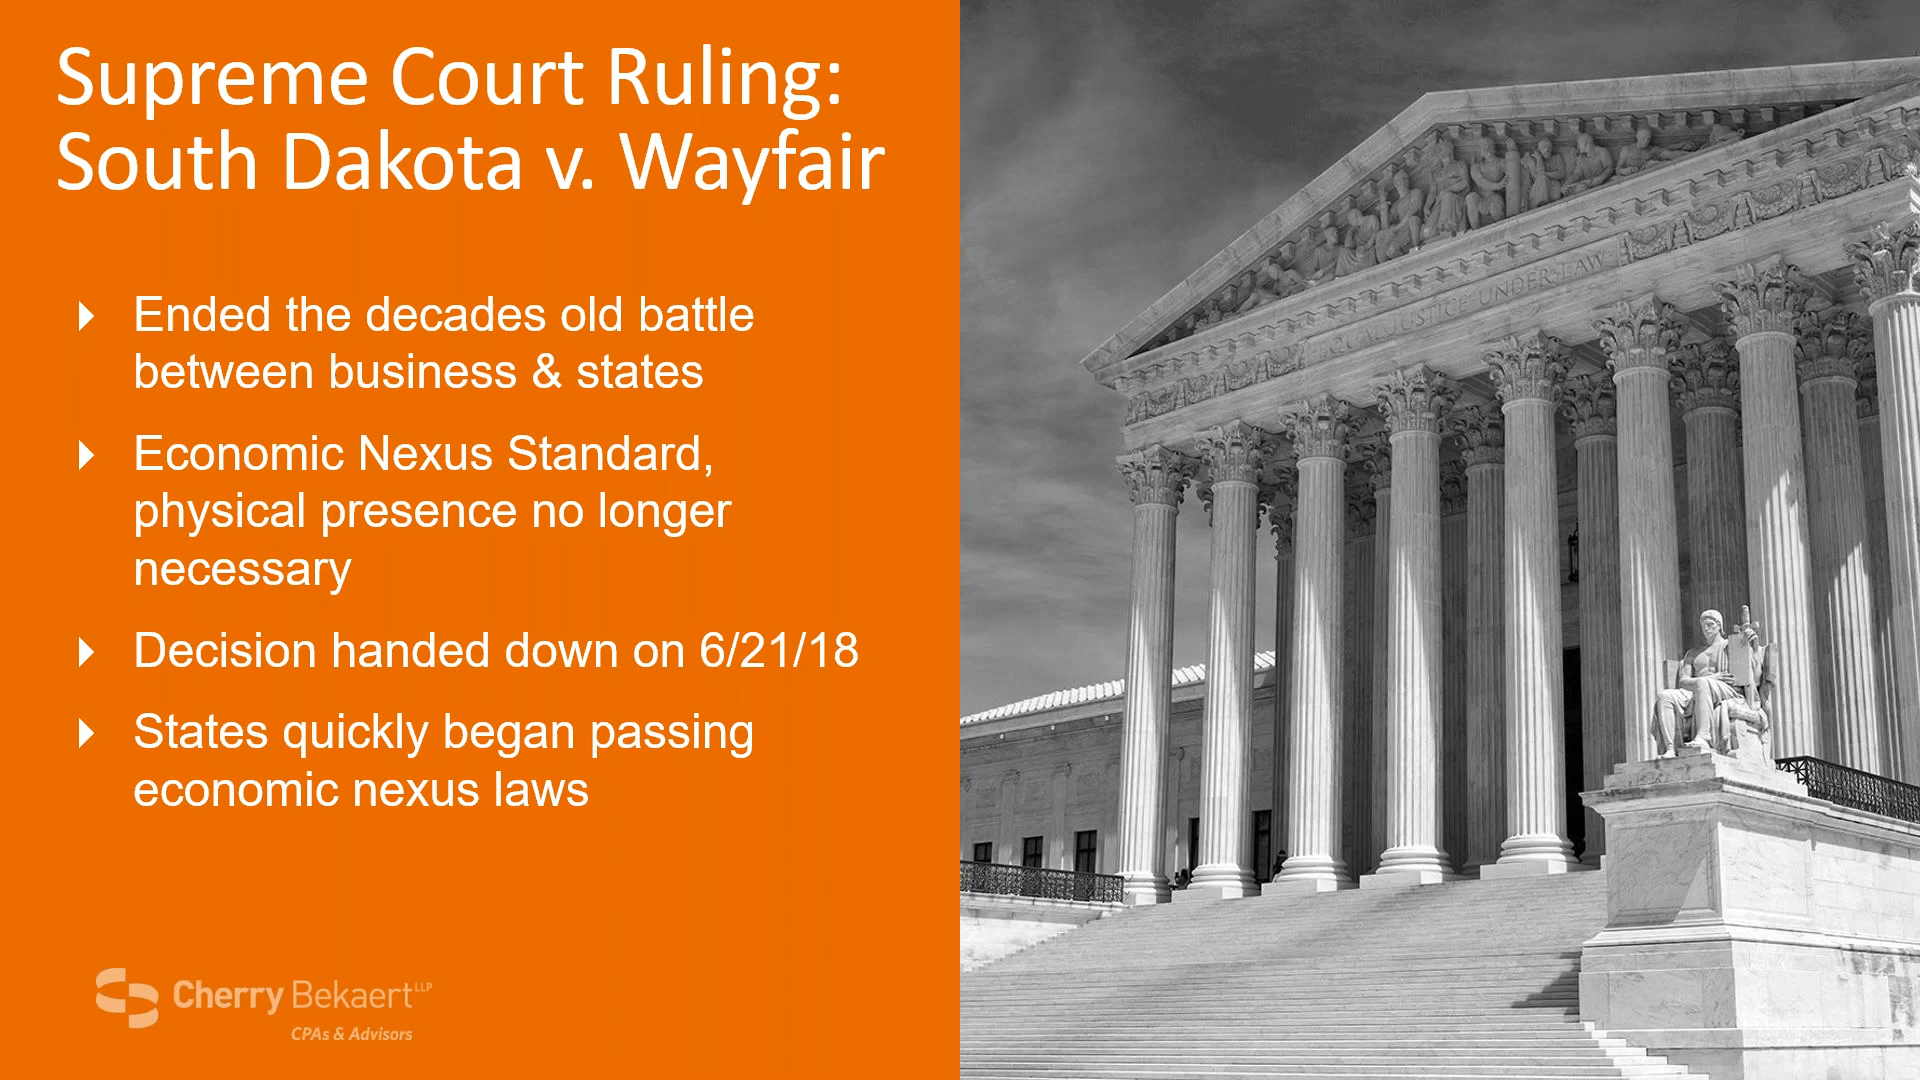 Supreme Court Ruling:
South Dakota v. Wayfair
Ended the decades old battle
between business & states
Economic Nexus Standard,
physical presence no longer
necessary
Decision handed down on 6/21/18
States quickly began passing
economic nexus laws
Cherry Bekaert LLP
CPAs & Advisors
EQUAL JUSTICE UNDER LAW